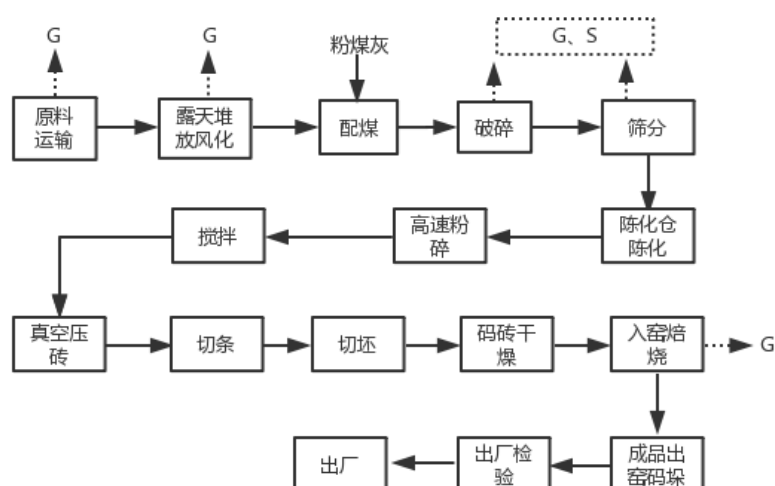 G
G
粉煤灰
G、S
原料
运输
露天堆
放风化
配煤
破碎
筛分
搅拌
高速粉
碎
陈化仓
陈化
真空压
砖
切条
切坯
码砖干
燥
入窑焙
烧
G
出厂
出厂检
验
成品出
窑码垛